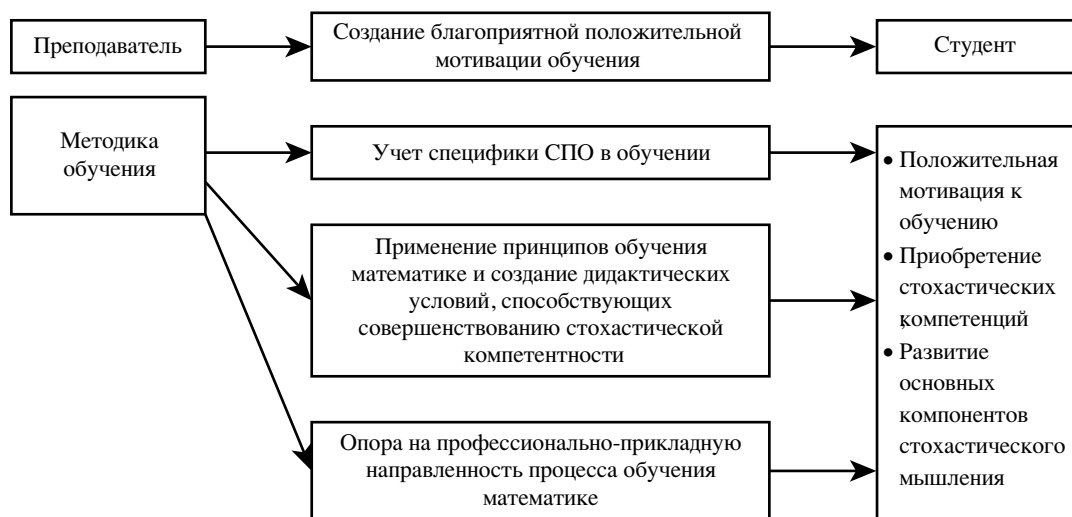 Преподаватель
Создание благоприятной положительной
мотивации обучения
Студент
Методика
обучения
Учет специфики СПО в обучении
Применение принципов обучения
математике и создание дидактических
условий, способствующих
совершенствованию стохастической
компетентности
Опора на профессионально-прикладную
направленность процесса обучения
математике
• Положительная
мотивация к
обучению
• Приобретение
стохастических
,компетенций
• Развитие
основных
компонентов
стохастического
мышления